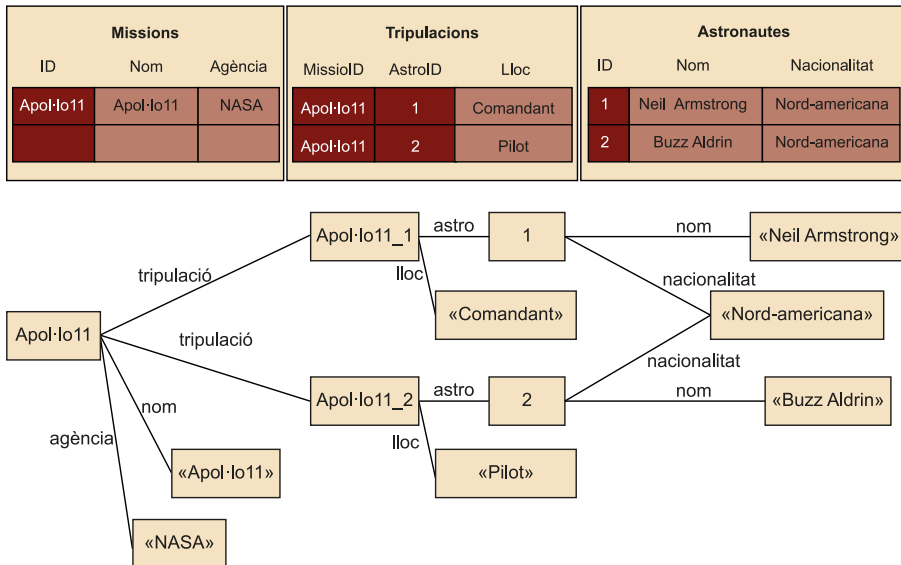 Missions
ID Nom Agència
Apol·lo11 Apol·lo11 NASA
Tripulacions
MissioID AstroID Lloc
Apol·lo11 1 Comandant
Apol·lo11 2 Pilot
Astronautes
ID Nom Nacionalitat
1 Neil Armstrong Nord-americana
2 Buzz Aldrin Nord-americana
Apol·lo11_1 astro 1 nom «Neil Armstrong»
lloc
tripulació nacionalitat
«Comandant» «Nord-americana»
Apol·lo11 tripulació
nacionalitat
Apol·lo11_2 astro 2 nom «Buzz Aldrin»
nom
agència lloc
«Apol·lo11» «Pilot»
«NASA»